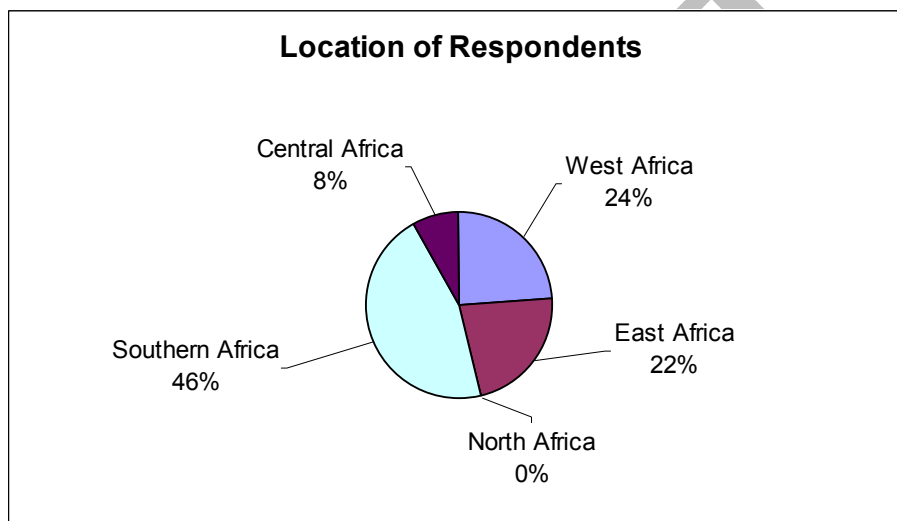 Location of Respondents
Central Africa
8%
West Africa
24%
Southern Africa
46%
East Africa
22%
North Africa
0%